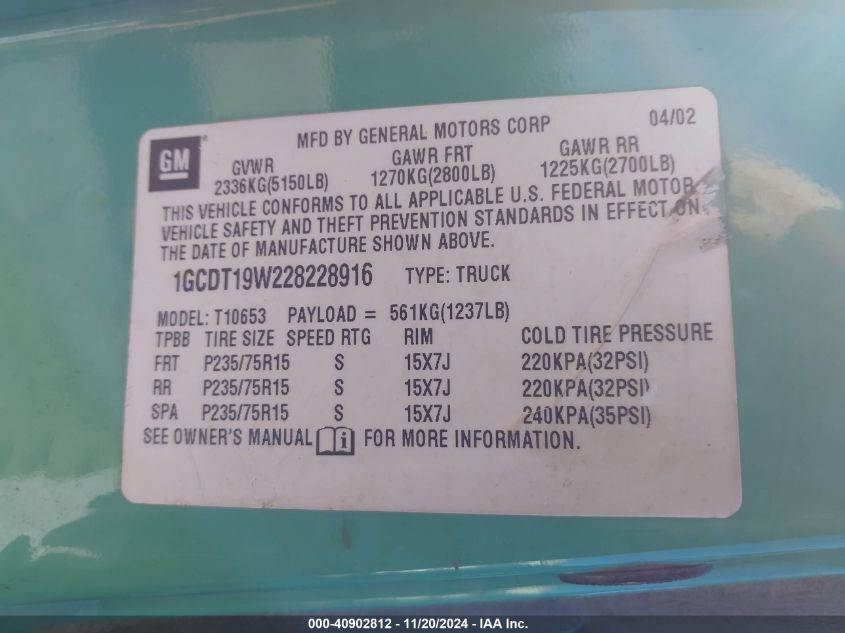 MFD BY GENERAL MOTORS CORP 04/02
GM
GVWR GAWR FRT GAWR RR
2336KG(5150LB) 1270KG(2800LB) 1225KG(2700LB)
THIS VEHICLE CONFORMS TO ALL APPLICABLE U.S. FEDERAL MOTOR
VEHICLE SAFETY AND THEFT PREVENTION STANDARDS IN EFFECT ON
THE DATE OF MANUFACTURE SHOWN ABOVE.
1GCDT19W228228916 TYPE: TRUCK
MODEL: T10653 PAYLOAD = 561KG(1237LB)
TPBB TIRE SIZE SPEED RTG RIM COLD TIRE PRESSURE
FRT P235/75R15 S 15X7J 220KPA(32PSI)
RR P235/75R15 S 15X7J 220KPA(32PSI)
SPA P235/75R15 S 15X7J 240KPA(35PSI)
SEE OWNER'S MANUAL i FOR MORE INFORMATION.
000-40902812 - 11/20/2024 - IAA Inc.